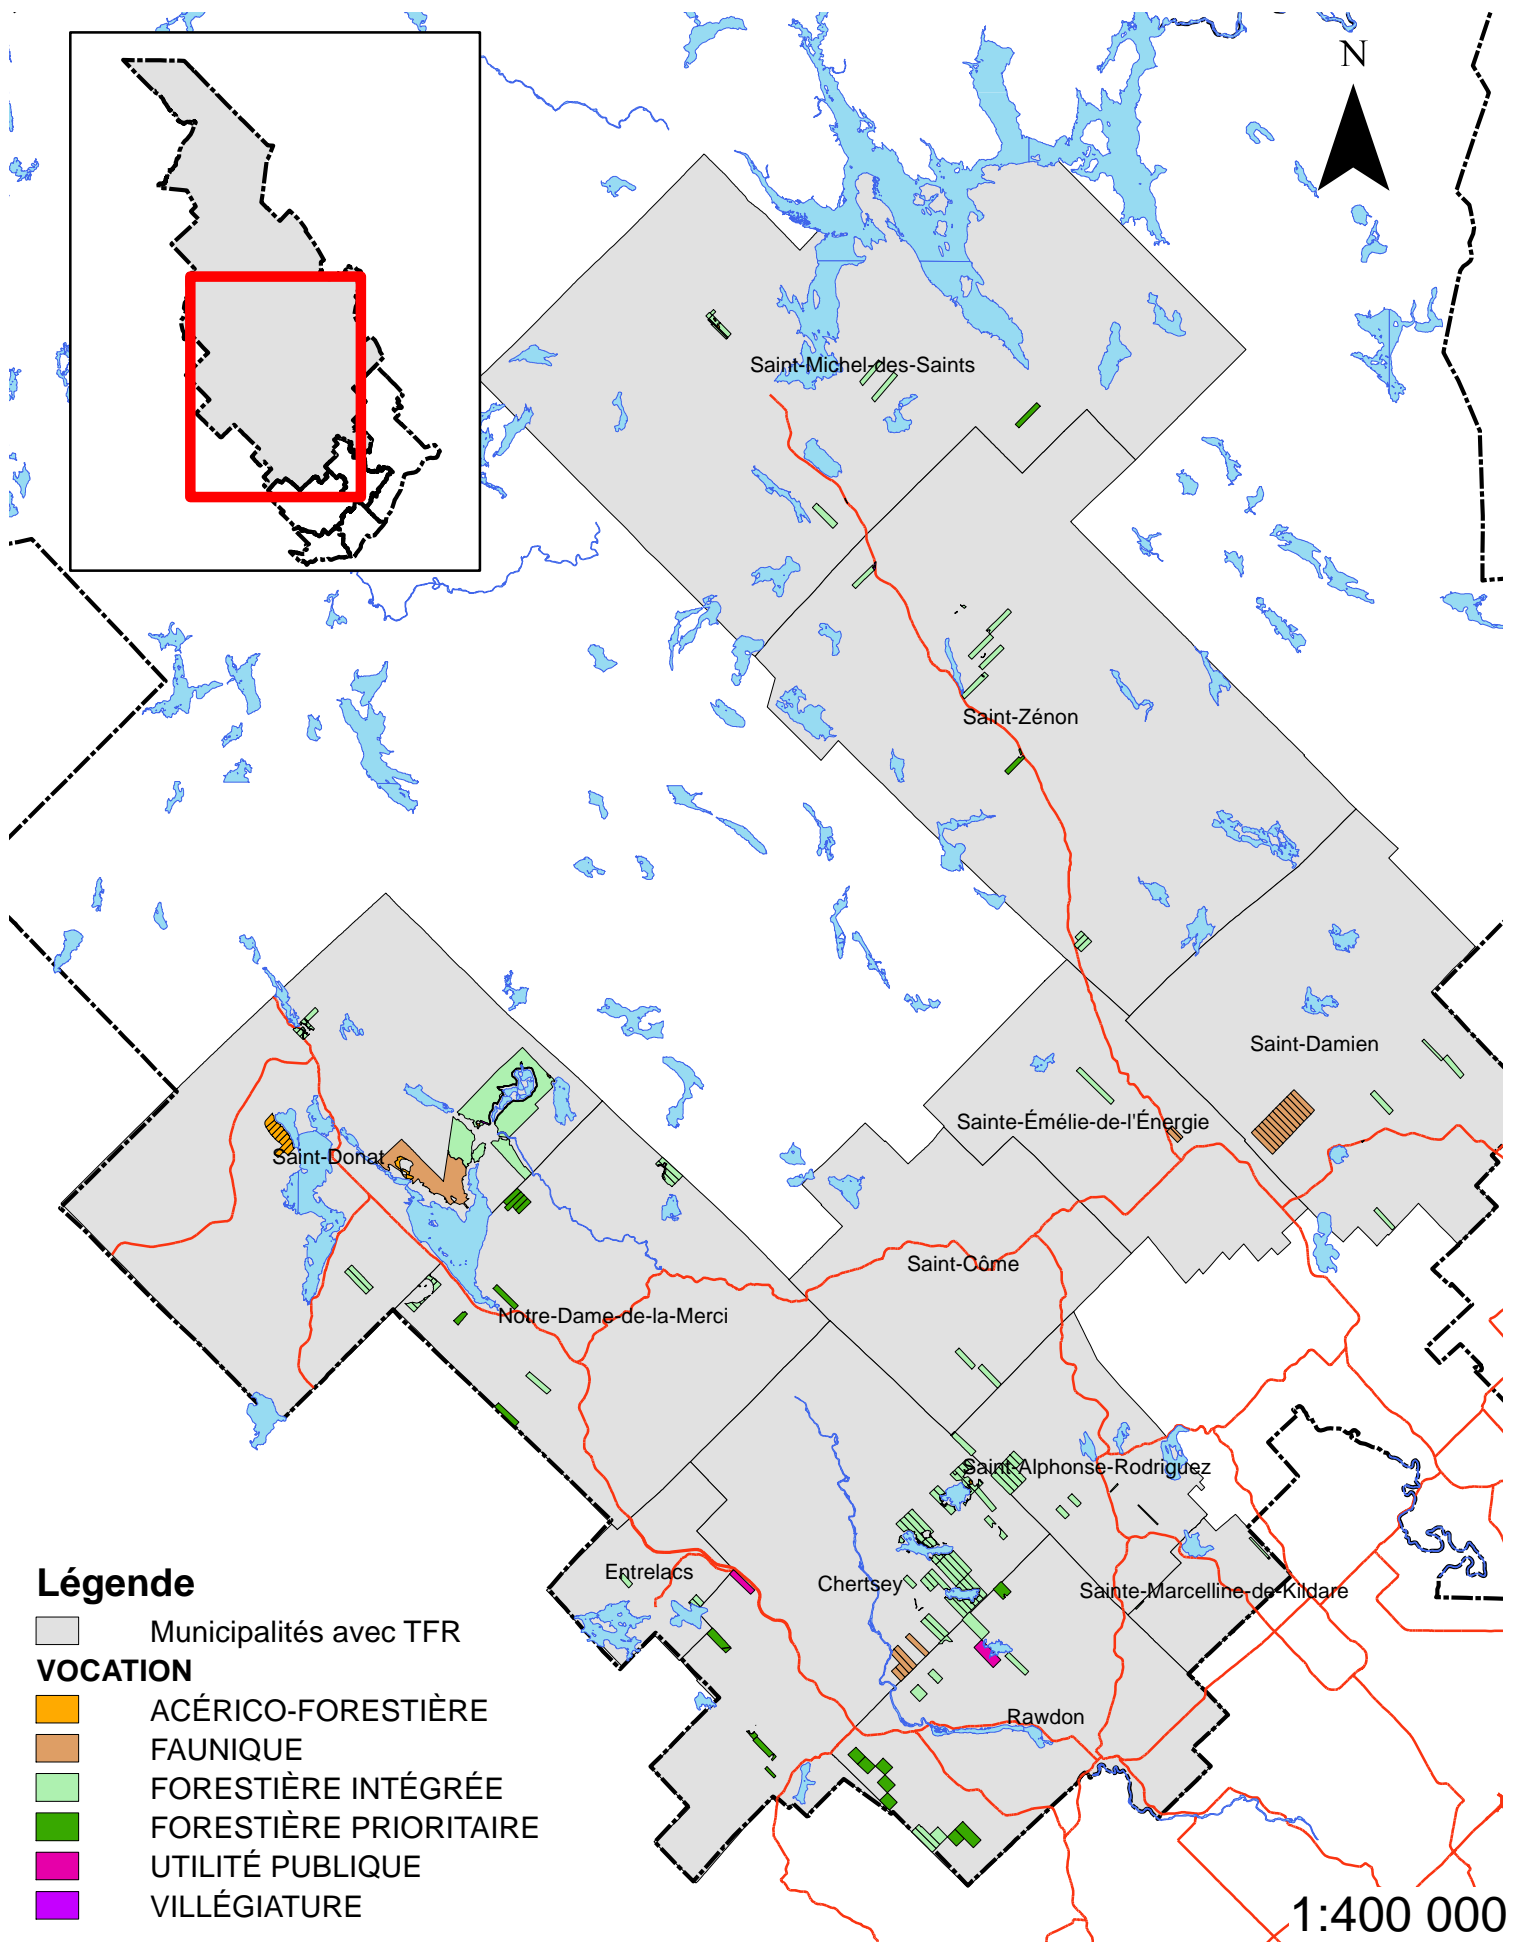 N
Saint-Michel-des-Saints
Saint-Zénon
Saint-Damien
Sainte-Émélie-de-l'Énergie
Saint-Donat
Saint-Côme
Notre-Dame-de-la-Merci
Saint-Alphonse-Rodriguez
Entrelacs
Chertsey
Sainte-Marcelline-de-Kildare
Rawdon
Légende
Municipalités avec TFR
VOCATION
ACÉRICO-FORESTIÈRE
FAUNIQUE
FORESTIÈRE INTÉGRÉE
FORESTIÈRE PRIORITAIRE
UTILITÉ PUBLIQUE
VILLÉGIATURE
1:400 000